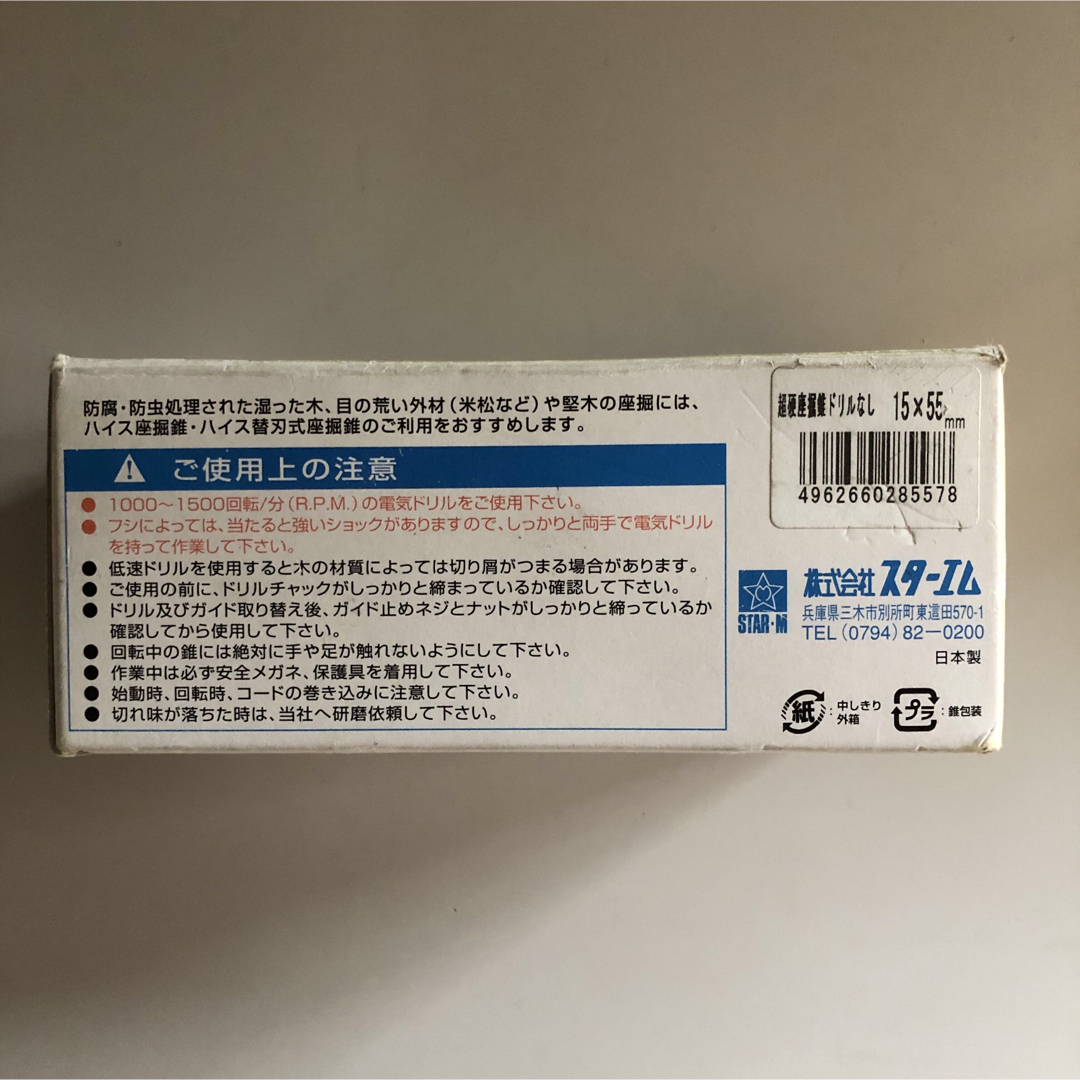 防腐・防虫処理された湿った木、目の荒い外材(米松など)や堅木の座掘には、
ハイス座掘錐・ハイス替刃式座掘錐のご利用をおすすめします。
ご使用上の注意
● 1000〜1500回転/分(R.P.M.)の電気ドリルをご使用下さい。
● フシによっては、当たると強いショックがありますので、しっかりと両手で電気ドリル
を持って作業して下さい。
● 低速ドリルを使用すると木の材質によっては切り屑がつまる場合があります。
● ご使用の前に、ドリルチャックがしっかりと締まっているか確認して下さい。
● ドリル及びガイド取り替え後、ガイド止めネジとナットがしっかりと締っているか
確認してから使用して下さい。
● 回転中の錐には絶対に手や足が触れないようにして下さい。
● 作業中は必ず安全メガネ、保護具を着用して下さい。
● 始動時、回転時、コードの巻き込みに注意して下さい。
● 切れ味が落ちた時は、当社へ研磨依頼して下さい。
超硬座掘錐ドリルなし 15×55mm
4962660285578
STAR-M
株式会社スターエム
兵庫県三木市別所町東這田570-1
TEL(0794)82-0200
日本製
紙:中しきり
外箱
プラ:錐包装